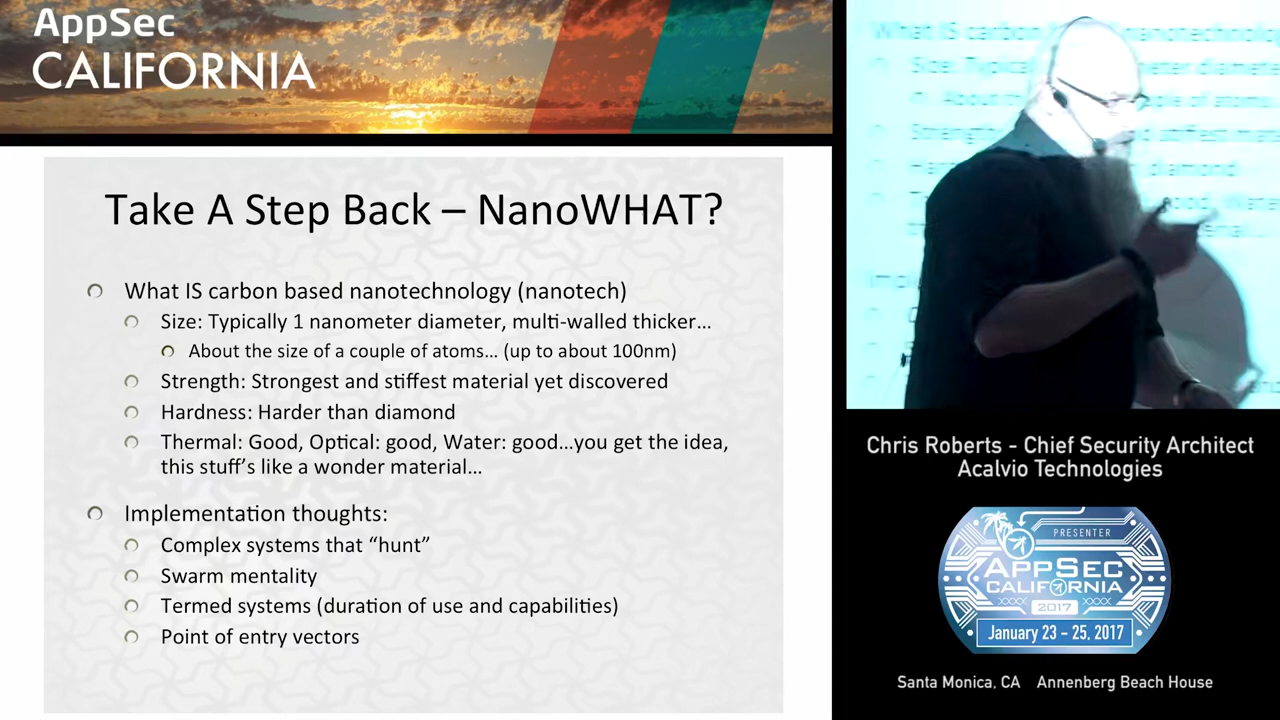 AppSec
CALIFORNIA
Take A Step Back – NanoWHAT?
What IS carbon based nanotechnology (nanotech)
Size: Typically 1 nanometer diameter, multi-walled thicker…
About the size of a couple of atoms… (up to about 100nm)
Strength: Strongest and stiffest material yet discovered
Hardness: Harder than diamond
Thermal: Good, Optical: good, Water: good…you get the idea,
this stuff’s like a wonder material…
Implementation thoughts:
Complex systems that “hunt”
Swarm mentality
Termed systems (duration of use and capabilities)
Point of entry vectors
Chris Roberts - Chief Security Architect
Acalvio Technologies
PRESENTER
APPSEC
CALIFORNIA
2017
January 23 - 25, 2017
Santa Monica, CA Annenberg Beach House